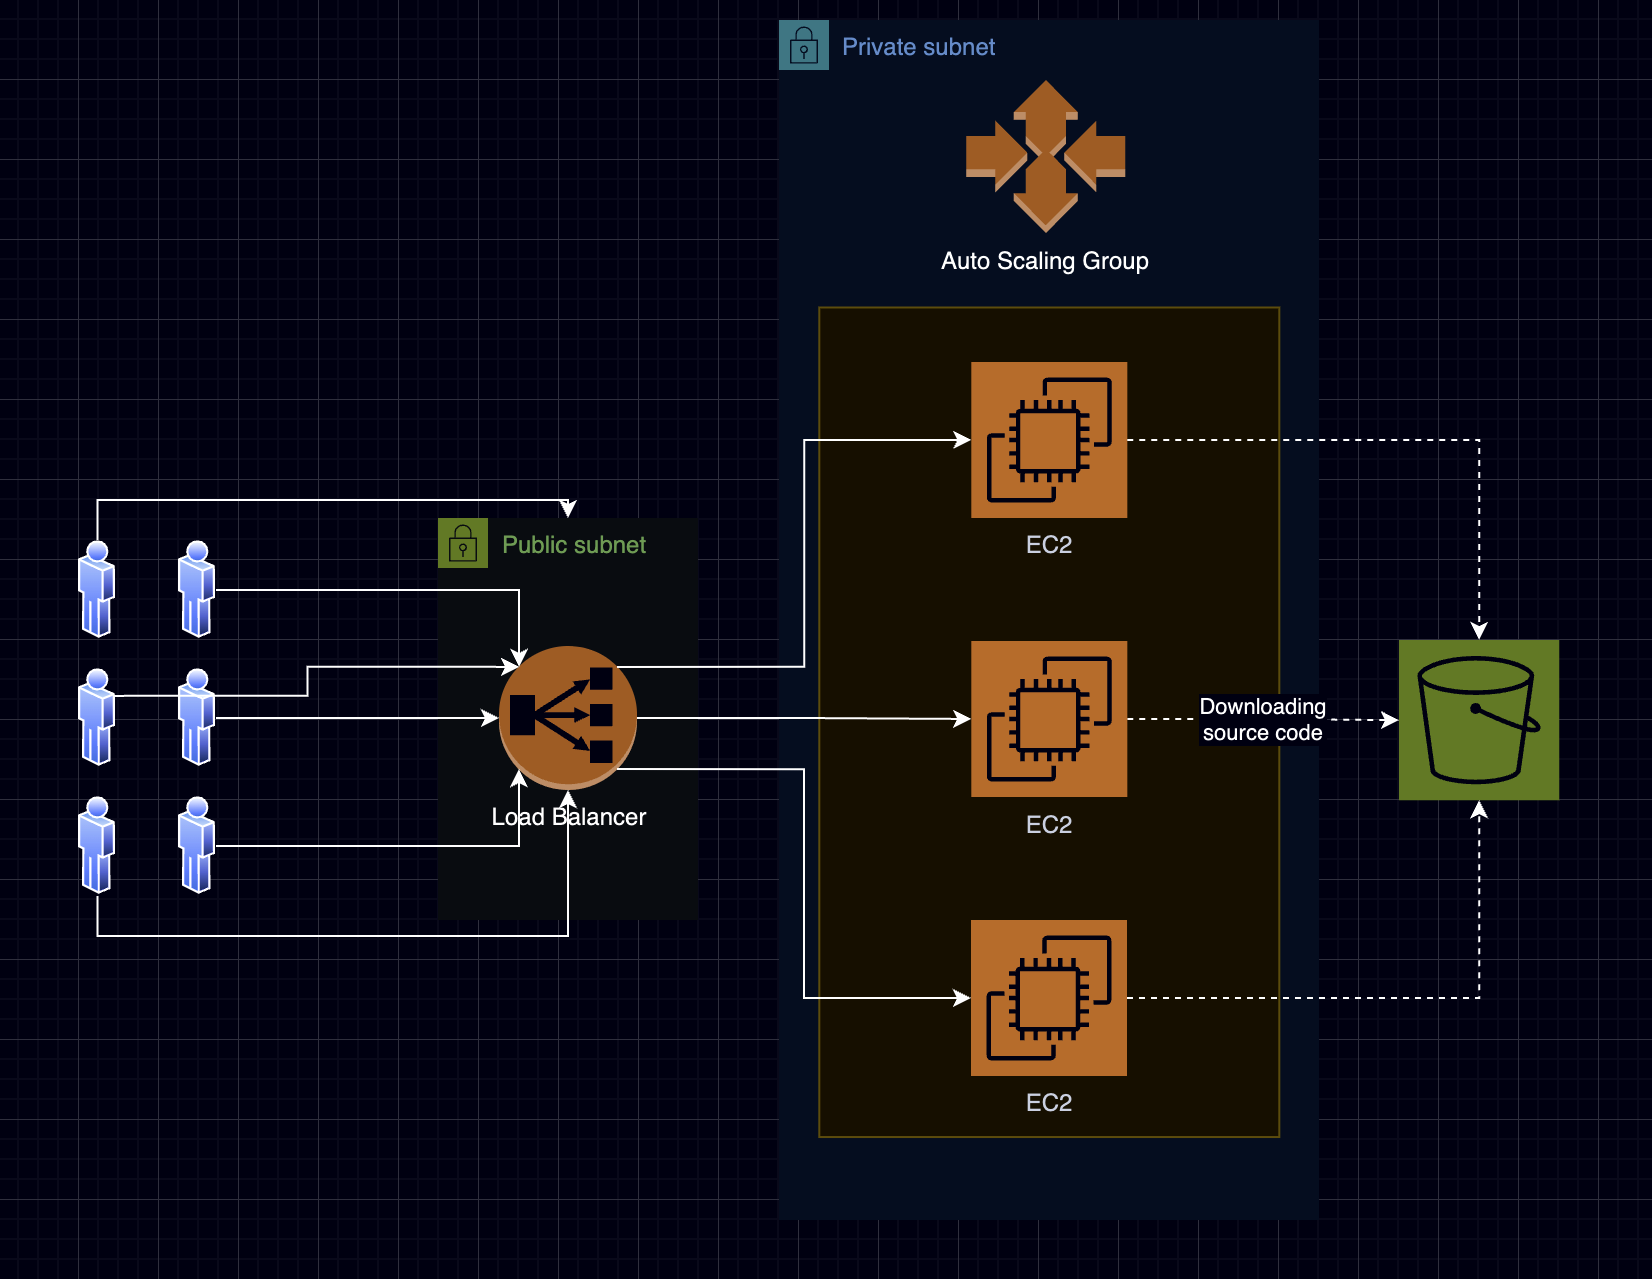 Private subnet
Auto Scaling Group
EC2
Public subnet
Downloading
source code
Load Balancer
EC2
EC2